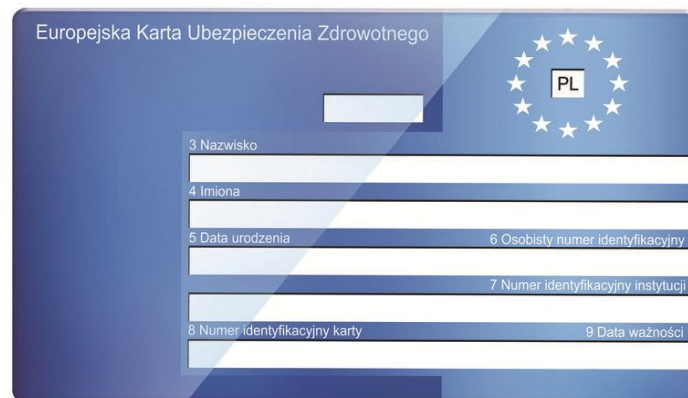 Europejska Karta Ubezpieczenia Zdrowotnego
PL
3 Nazwisko
4 Imiona
5 Data urodzenia 6 Osobisty numer identyfikacyjny
7 Numer identyfikacyjny instytucji
8 Numer identyfikacyjny karty 9 Data ważności